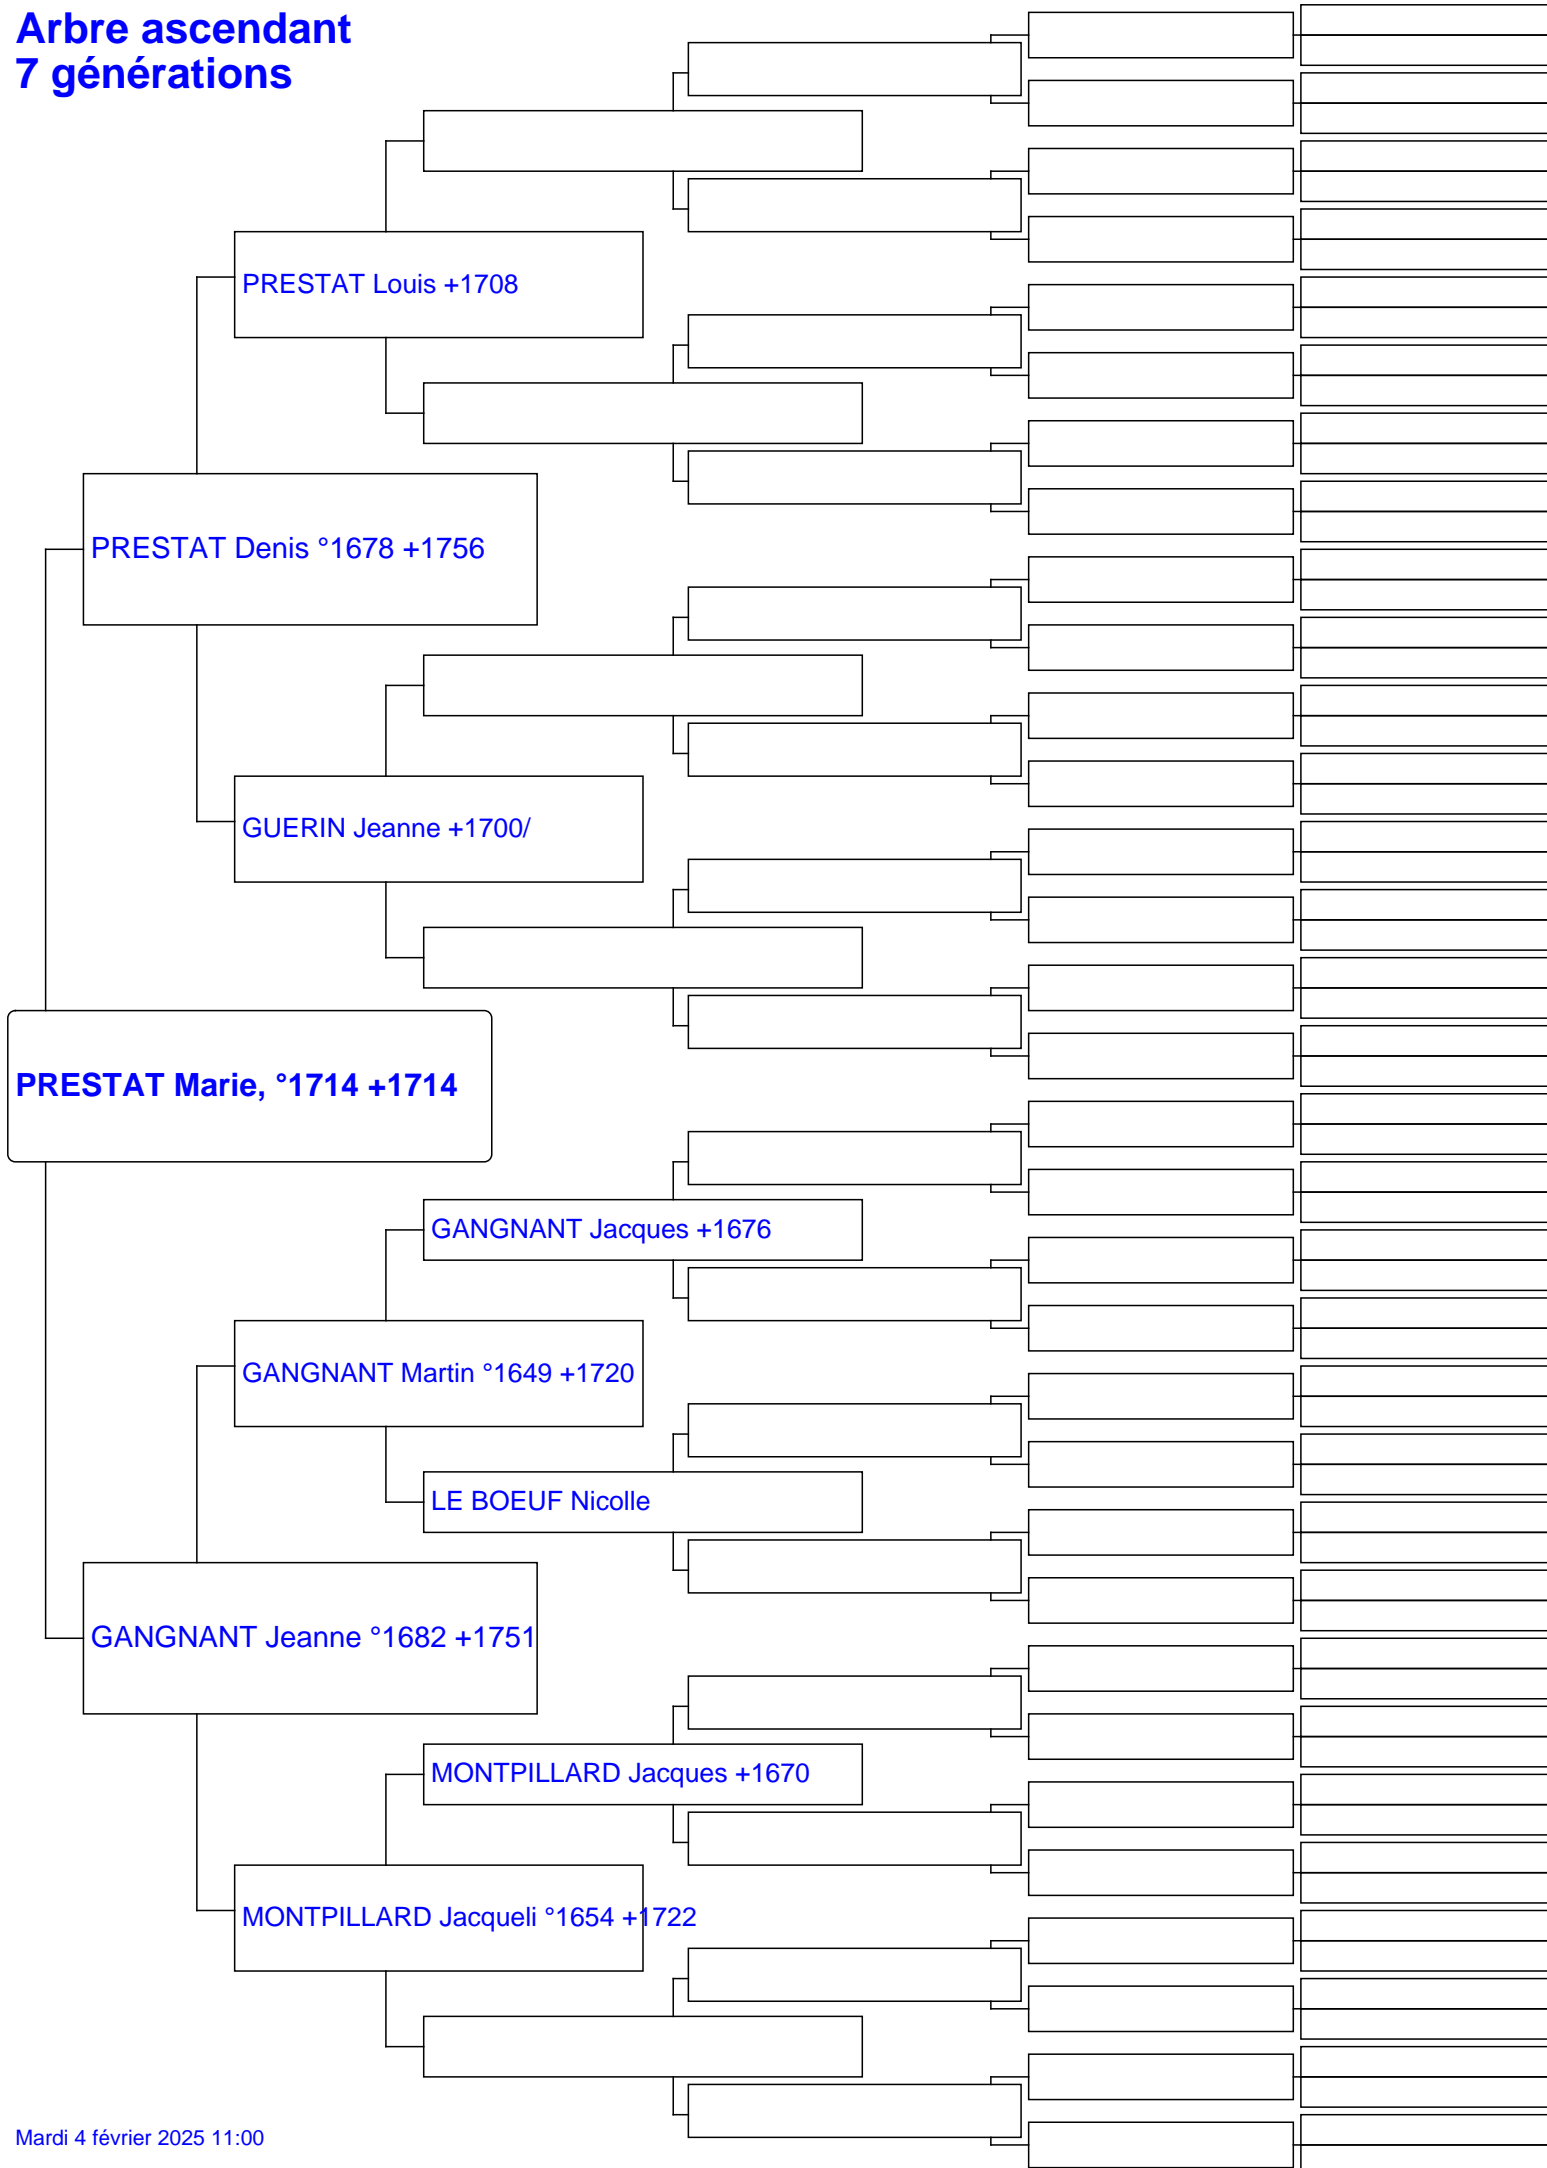 Arbre ascendant
7 générations
PRESTAT Louis +1708
PRESTAT Denis °1678 +1756
GUERIN Jeanne +1700/
PRESTAT Marie, °1714 +1714
GANGNANT Jacques +1676
GANGNANT Martin °1649 +1720
LE BOEUF Nicolle
GANGNANT Jeanne °1682 +1751
MONTPILLARD Jacques +1670
MONTPILLARD Jacqueli °1654 +1722
Mardi 4 février 2025 11:00